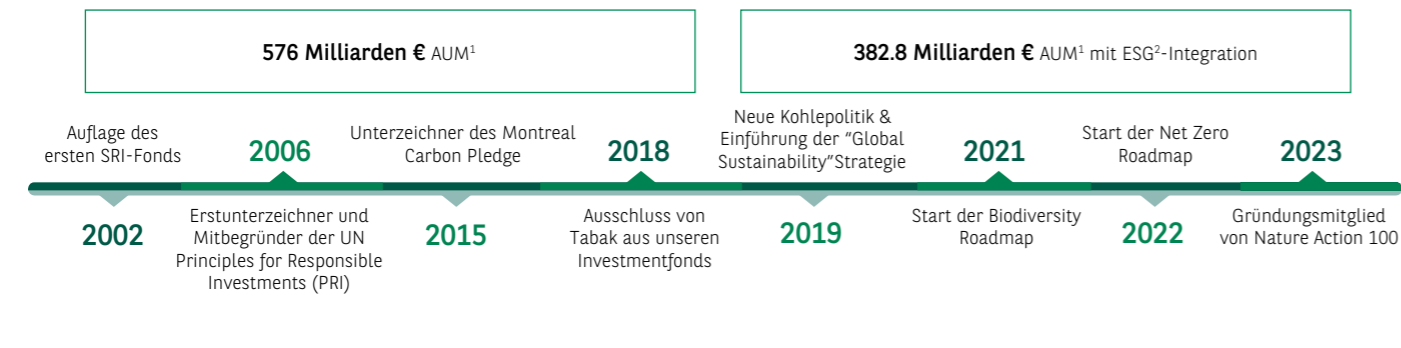 576 Milliarden € AUM¹
382.8 Milliarden € AUM¹ mit ESG²-Integration
Auflage des
ersten SRI-Fonds
2002
2006
Erstunterzeichner und
Mitbegründer der UN
Principles for Responsible
Investments (PRI)
Unterzeichner des Montreal
Carbon Pledge
2015
2018
Ausschluss von
Tabak aus unseren
Investmentfonds
Neue Kohlepolitik &
Einführung der “Global
Sustainability”Strategie
2019
2021
Start der Biodiversity
Roadmap
Start der Net Zero
Roadmap
2022
2023
Gründungsmitglied
von Nature Action 100